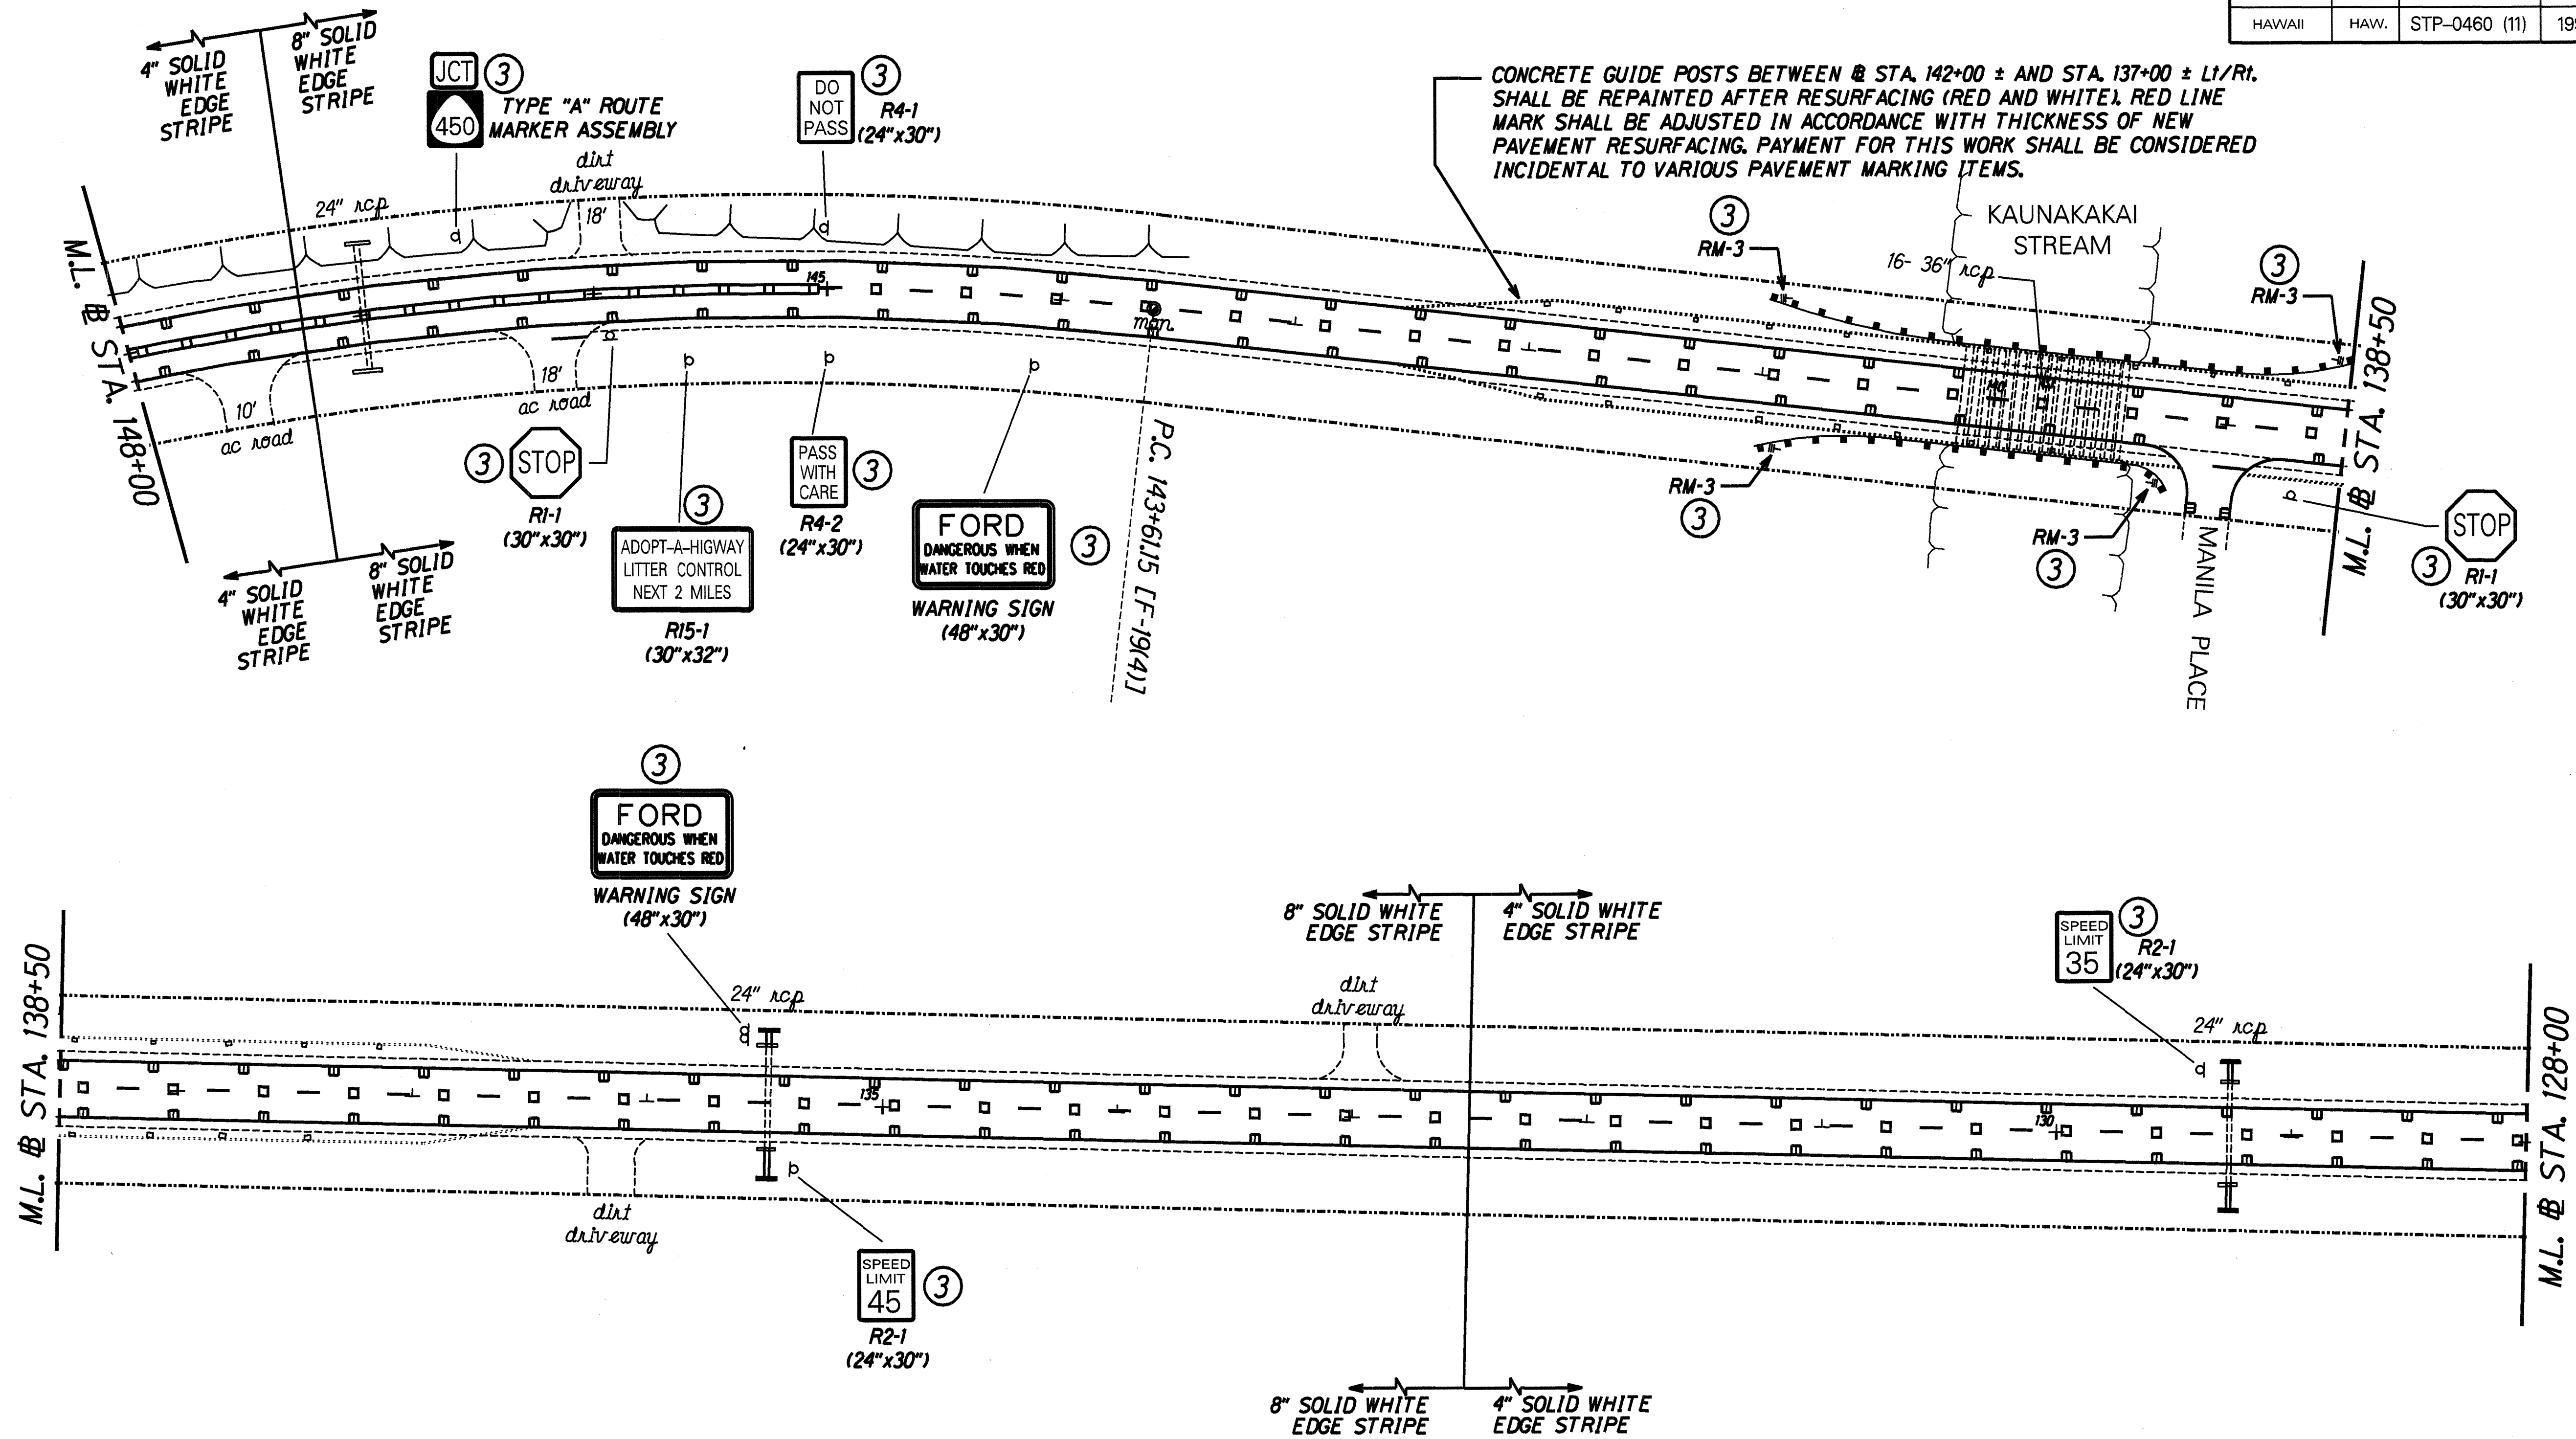 HAWAII HAW. STP-0460 (11)
8" SOLID
WHITE
EDGE
STRIPE
4" SOLID
WHITE
EDGE
STRIPE
JCT
3
450
TYPE "A" ROUTE
MARKER ASSEMBLY
DO
NOT
PASS
3
R4-1
(24"x30")
CONCRETE GUIDE POSTS BETWEEN ℄ STA. 142+00 ± AND STA. 137+00 ± Lt/Rt.
SHALL BE REPAINTED AFTER RESURFACING (RED AND WHITE). RED LINE
MARK SHALL BE ADJUSTED IN ACCORDANCE WITH THICKNESS OF NEW
PAVEMENT RESURFACING. PAYMENT FOR THIS WORK SHALL BE CONSIDERED
INCIDENTAL TO VARIOUS PAVEMENT MARKING ITEMS.
dirt
driveway
24" rcp
18'
3
RM-3
KAUNAKAKAI
STREAM
16- 36" rcp
3
RM-3
M.L. BL STA. 148+00
145
man.
140
M.L. BL STA. 138+50
10'
ac road
18'
ac road
3
STOP
R1-1
(30"x30")
3
ADOPT-A-HIGWAY
LITTER CONTROL
NEXT 2 MILES
R15-1
(30"x32")
PASS
WITH
CARE
3
R4-2
(24"x30")
FORD
DANGEROUS WHEN
WATER TOUCHES RED
3
WARNING SIGN
(48"x30")
P.C. 143+61.15 [F-19(4)]
RM-3
3
RM-3
3
MANILA PLACE
STOP
3
R1-1
(30"x30")
4" SOLID
WHITE
EDGE
STRIPE
8" SOLID
WHITE
EDGE
STRIPE
3
FORD
DANGEROUS WHEN
WATER TOUCHES RED
WARNING SIGN
(48"x30")
8" SOLID WHITE
EDGE STRIPE
4" SOLID WHITE
EDGE STRIPE
SPEED
LIMIT
35
3
R2-1
(24"x30")
M.L. BL STA. 138+50
24" rcp
dirt
driveway
24" rcp
135
130
M.L. BL STA. 128+00
dirt
driveway
SPEED
LIMIT
45
3
R2-1
(24"x30")
8" SOLID WHITE
EDGE STRIPE
4" SOLID WHITE
EDGE STRIPE